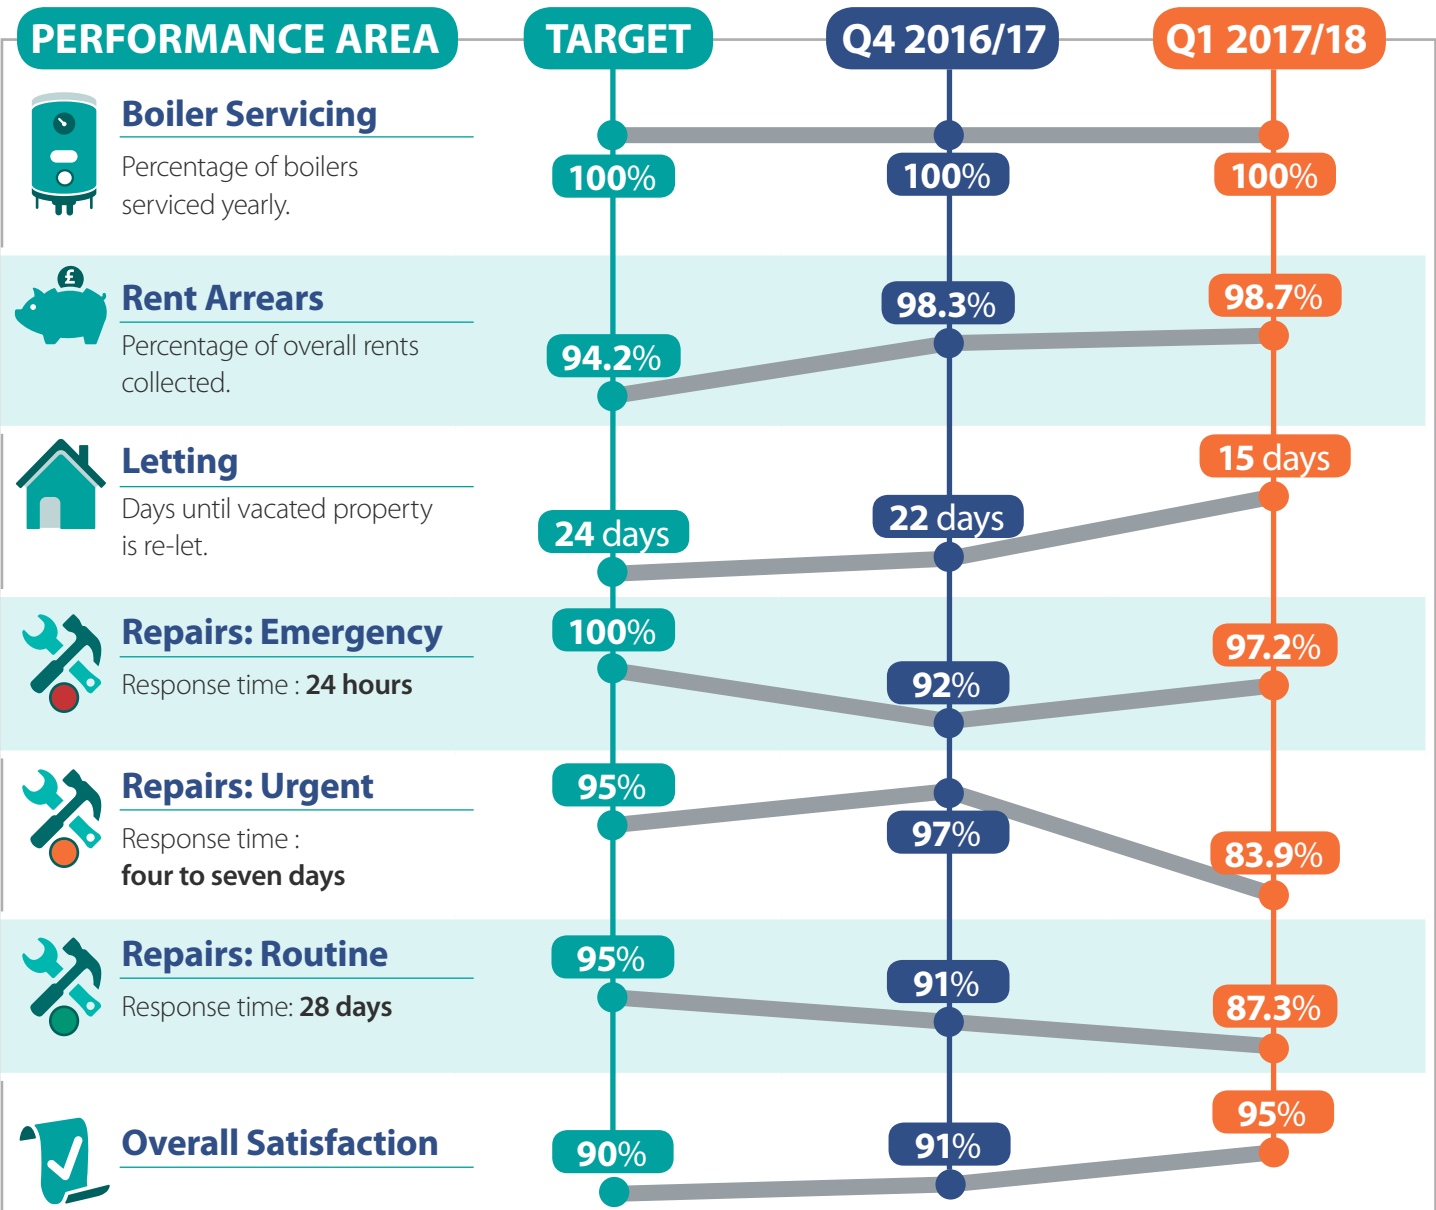 PERFORMANCE AREA TARGET Q4 2016/17 Q1 2017/18
Boiler Servicing
Percentage of boilers
serviced yearly.
100% 100% 100%
£
Rent Arrears
Percentage of overall rents
collected.
94.2% 98.3% 98.7%
Letting
Days until vacated property
is re-let.
24 days 22 days 15 days
Repairs: Emergency
Response time : 24 hours
100% 92% 97.2%
Repairs: Urgent
Response time :
four to seven days
95% 97% 83.9%
Repairs: Routine
Response time: 28 days
95% 91% 87.3%
Overall Satisfaction
90% 91% 95%